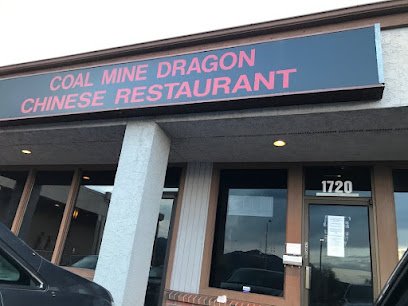 COAL MINE DRAGON
CHINESE RESTAURANT
1720